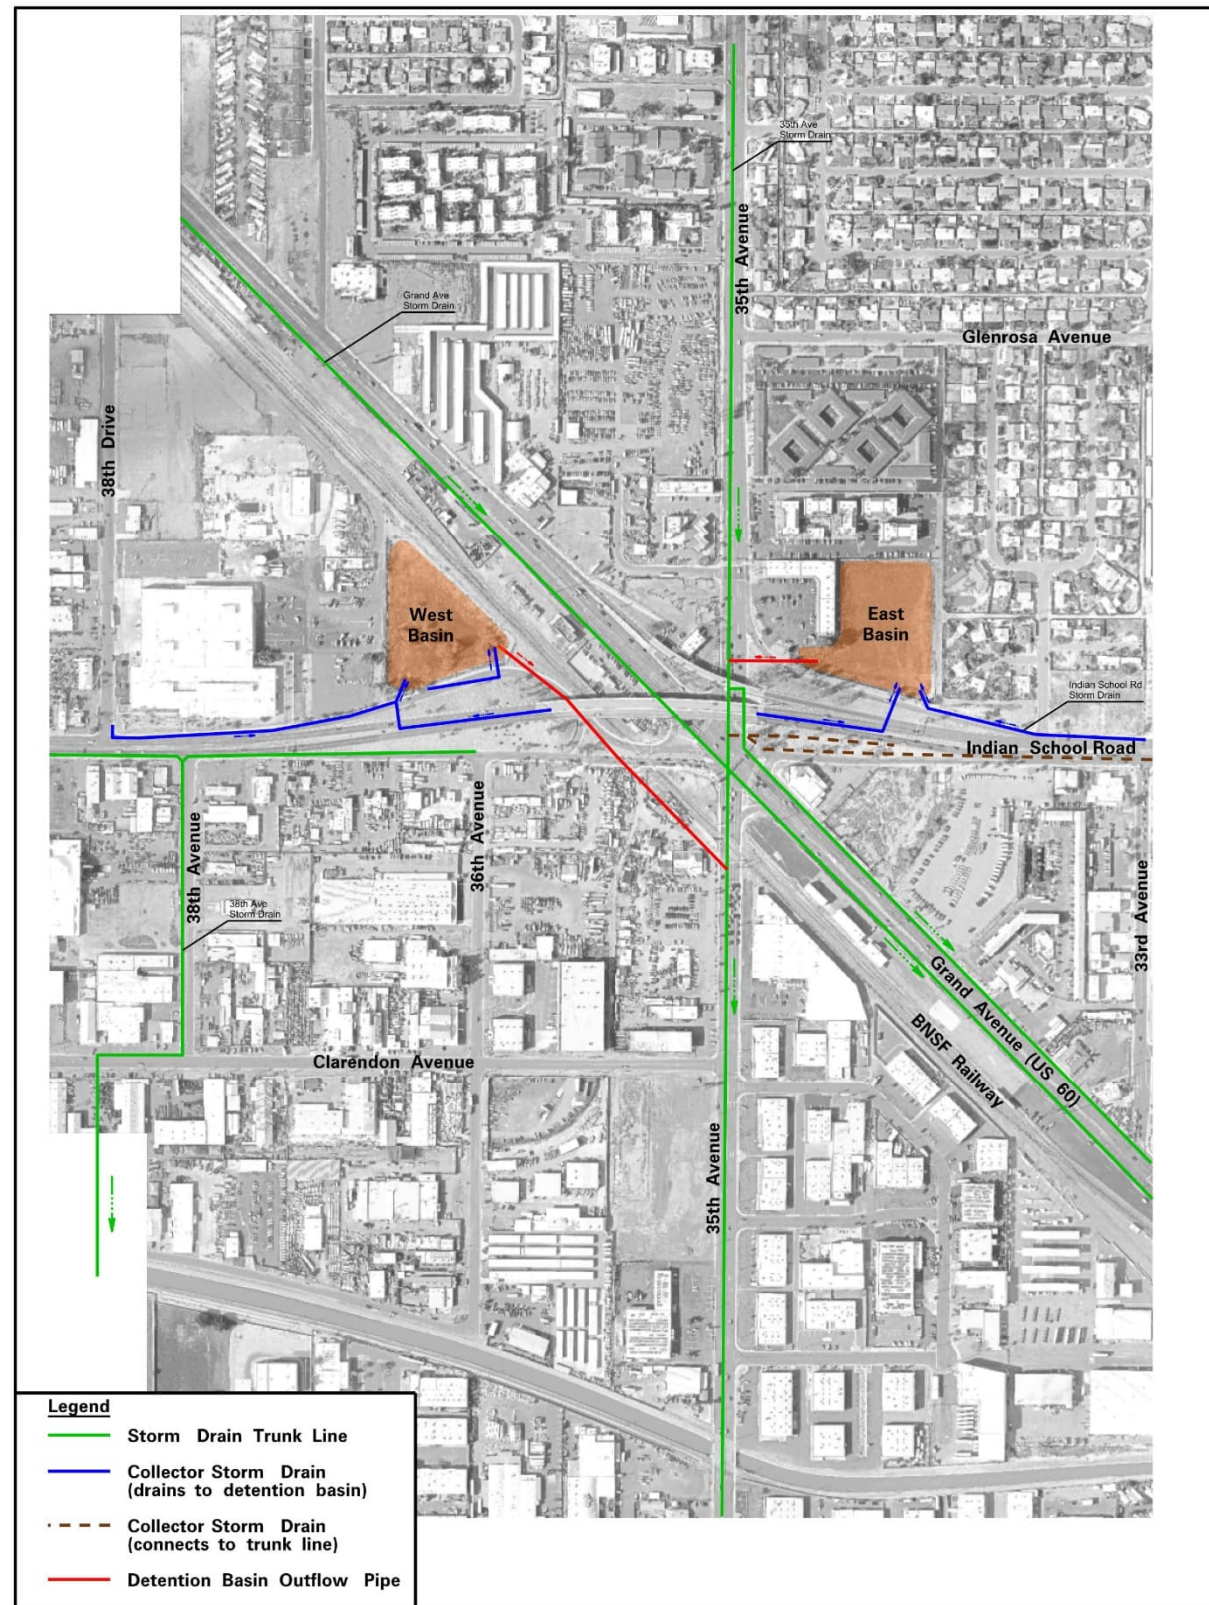 35th Ave
Storm Drain
35th Avenue
Grand Ave
Storm Drain
Glenrosa Avenue
38th Drive
West
Basin
East
Basin
Indian School Rd
Storm Drain
Indian School Road
38th Avenue
36th Avenue
33rd Avenue
38th Ave
Storm Drain
Grand Avenue (US 60)
BNSF Railway
Clarendon Avenue
35th Avenue
Legend
Storm Drain Trunk Line
Collector Storm Drain
(drains to detention basin)
Collector Storm Drain
(connects to trunk line)
Detention Basin Outflow Pipe